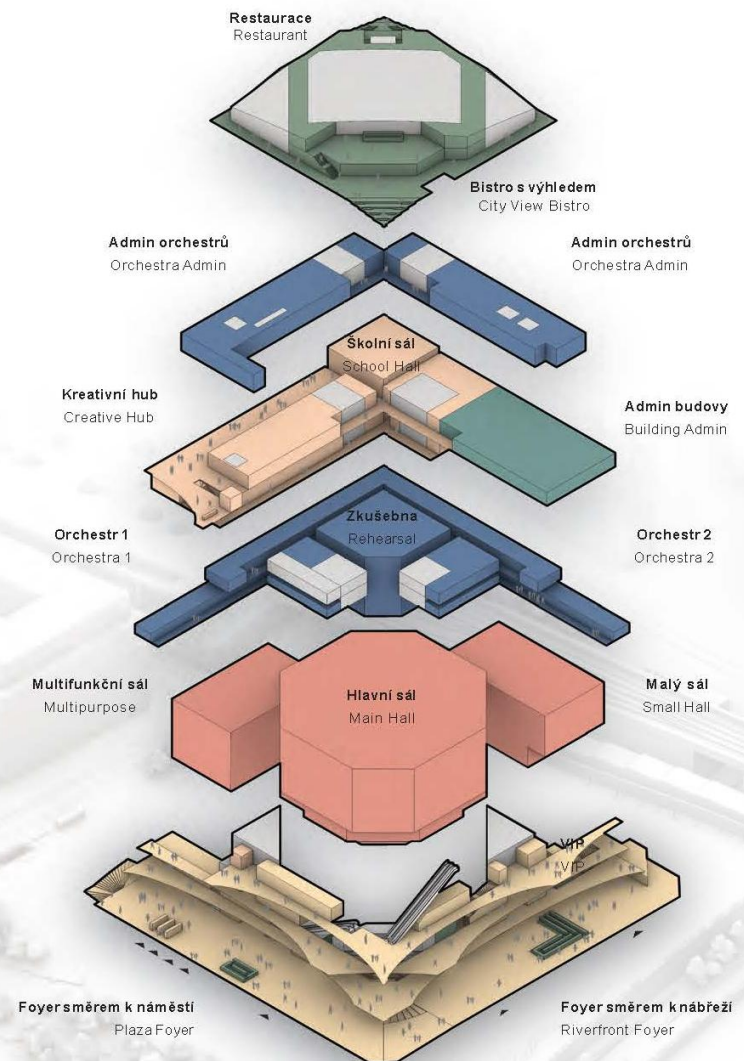 Restaurace
Restaurant
Bistro s výhledem
City View Bistro
Admin orchestrů
Orchestra Admin
Admin orchestrů
Orchestra Admin
Školní sál
School Hall
Kreativní hub
Creative Hub
Admin budovy
Building Admin
Zkušebna
Rehearsal
Orchestr 1
Orchestra 1
Orchestr 2
Orchestra 2
Multifunkční sál
Multipurpose
Hlavní sál
Main Hall
Malý sál
Small Hall
VIP
VIP
Foyer směrem k náměstí
Plaza Foyer
Foyer směrem k nábřeží
Riverfront Foyer